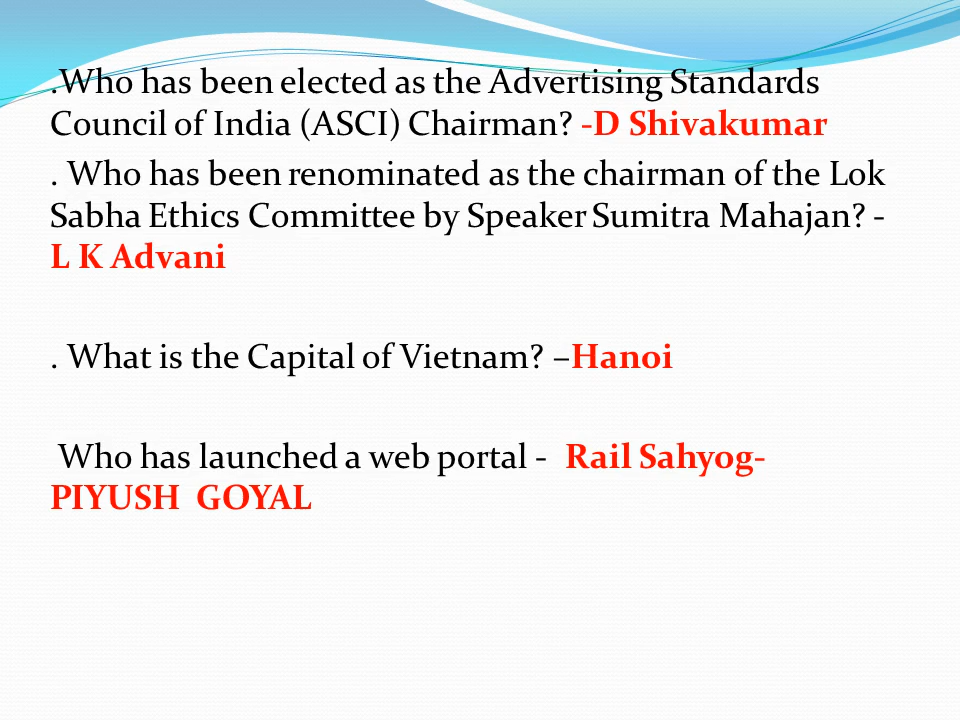 .Who has been elected as the Advertising Standards
Council of India (ASCI) Chairman? -D Shivakumar
. Who has been renominated as the chairman of the Lok
Sabha Ethics Committee by Speaker Sumitra Mahajan? -
L K Advani
. What is the Capital of Vietnam? –Hanoi
Who has launched a web portal - Rail Sahyog-
PIYUSH GOYAL